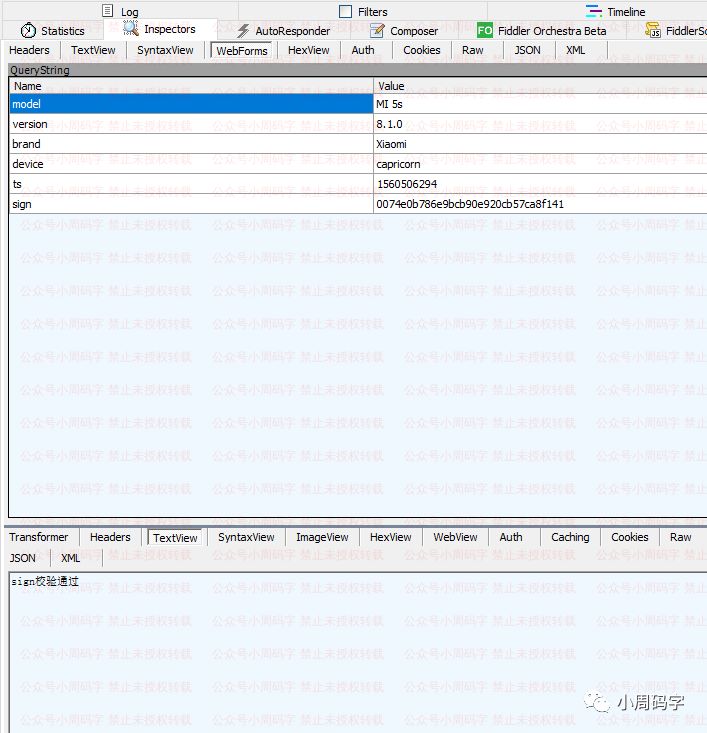 Log Filters Timeline
Statistics Inspectors AutoResponder Composer FO Fiddler Orchestra Beta FiddlerSc
Headers TextView SyntaxView WebForms HexView Auth Cookies Raw JSON XML
QueryString
Name Value
model MI 5s
version 8.1.0
brand Xiaomi
device capricorn
ts 1560506294
sign 0074e0b786e9bcb90e920cb57ca8f141
公众号小周码字 禁止未授权转载
Transformer Headers TextView SyntaxView ImageView HexView WebView Auth Caching Cookies Raw
JSON XML
sign校验通过
小周码字